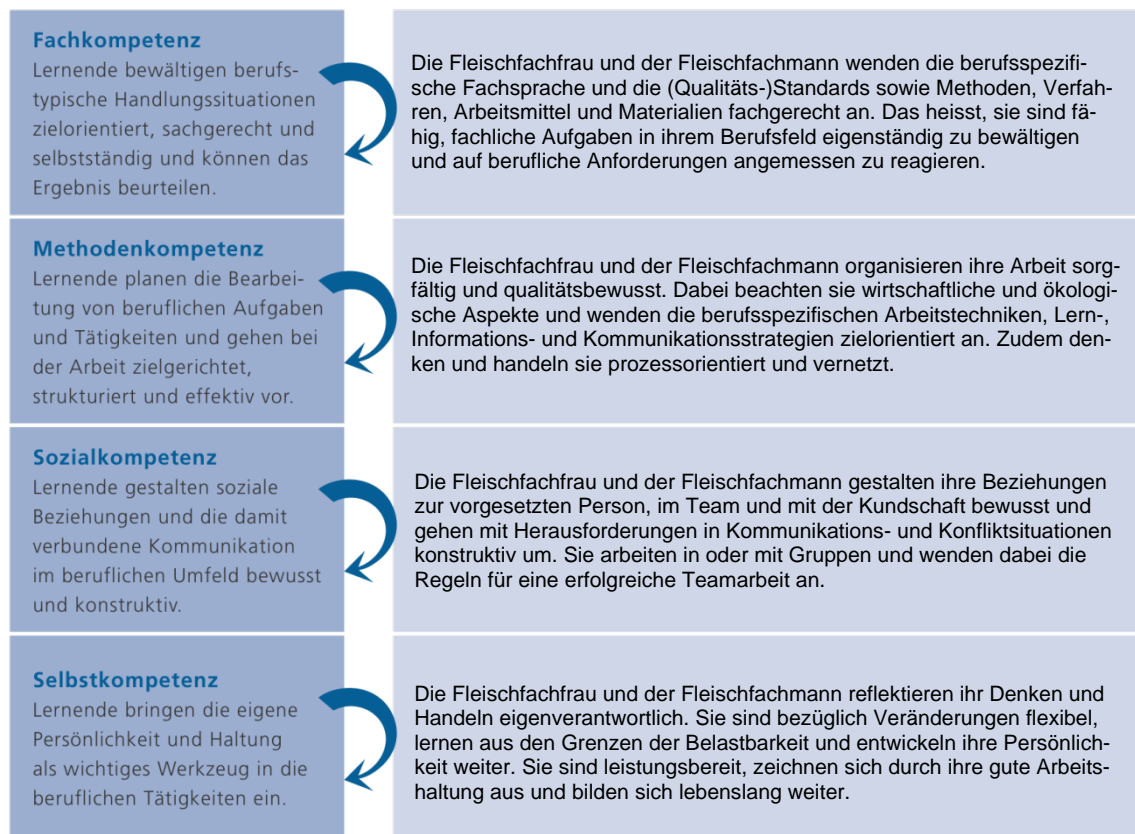 Fachkompetenz
Lernende bewältigen berufs-
typische Handlungssituationen
zielorientiert, sachgerecht und
selbstständig und können das
Ergebnis beurteilen.
Die Fleischfachfrau und der Fleischfachmann wenden die berufsspezifi-
sche Fachsprache und die (Qualitäts-)Standards sowie Methoden, Verfah-
ren, Arbeitsmittel und Materialien fachgerecht an. Das heisst, sie sind fä-
hig, fachliche Aufgaben in ihrem Berufsfeld eigenständig zu bewältigen
und auf berufliche Anforderungen angemessen zu reagieren.
Methodenkompetenz
Lernende planen die Bearbei-
tung von beruflichen Aufgaben
und Tätigkeiten und gehen bei
der Arbeit zielgerichtet,
strukturiert und effektiv vor.
Die Fleischfachfrau und der Fleischfachmann organisieren ihre Arbeit sorg-
fältig und qualitätsbewusst. Dabei beachten sie wirtschaftliche und ökologi-
sche Aspekte und wenden die berufsspezifischen Arbeitstechniken, Lern-,
Informations- und Kommunikationsstrategien zielorientiert an. Zudem den-
ken und handeln sie prozessorientiert und vernetzt.
Sozialkompetenz
Lernende gestalten soziale
Beziehungen und die damit
verbundene Kommunikation
im beruflichen Umfeld bewusst
und konstruktiv.
Die Fleischfachfrau und der Fleischfachmann gestalten ihre Beziehungen
zur vorgesetzten Person, im Team und mit der Kundschaft bewusst und
gehen mit Herausforderungen in Kommunikations- und Konfliktsituationen
konstruktiv um. Sie arbeiten in oder mit Gruppen und wenden dabei die
Regeln für eine erfolgreiche Teamarbeit an.
Selbstkompetenz
Lernende bringen die eigene
Persönlichkeit und Haltung
als wichtiges Werkzeug in die
beruflichen Tätigkeiten ein.
Die Fleischfachfrau und der Fleischfachmann reflektieren ihr Denken und
Handeln eigenverantwortlich. Sie sind bezüglich Veränderungen flexibel,
lernen aus den Grenzen der Belastbarkeit und entwickeln ihre Persönlich-
keit weiter. Sie sind leistungsbereit, zeichnen sich durch ihre gute Arbeits-
haltung aus und bilden sich lebenslang weiter.